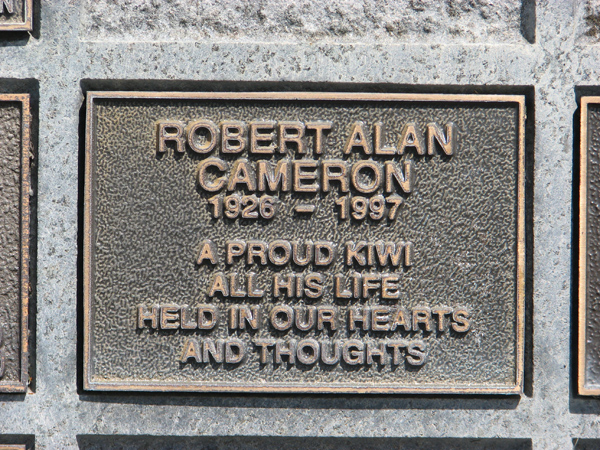 ROBERT ALAN
CAMERON
1926 – 1997
A PROUD KIWI
ALL HIS LIFE
HELD IN OUR HEARTS
AND THOUGHTS